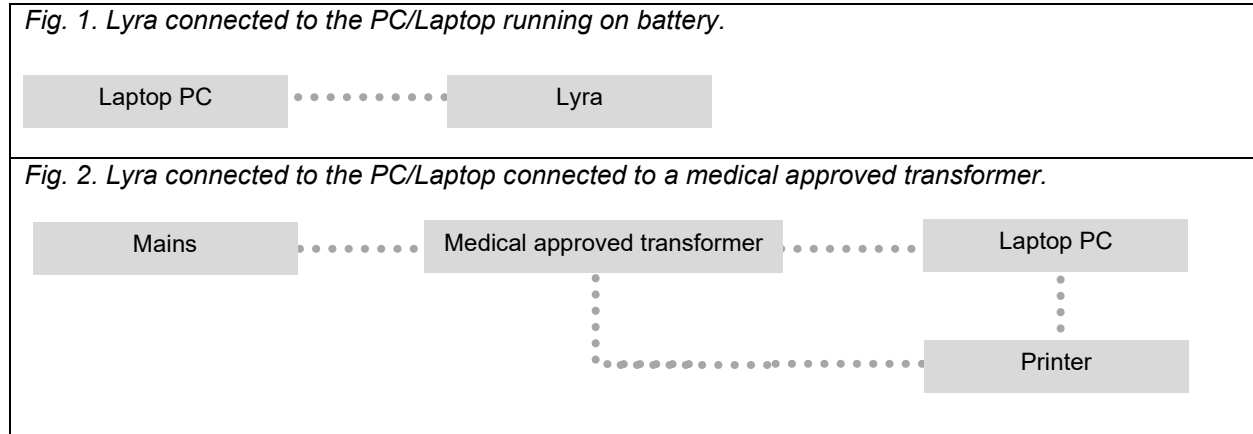 Fig. 1. Lyra connected to the PC/Laptop running on battery.
Laptop PC
Lyra
Fig. 2. Lyra connected to the PC/Laptop connected to a medical approved transformer.
Mains
Medical approved transformer
Laptop PC
Printer